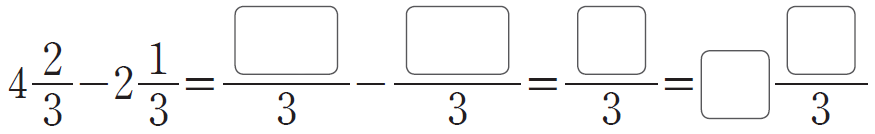 4 2/3 − 2 1/3 = □/3 − □/3 = □/3 = □ □/3